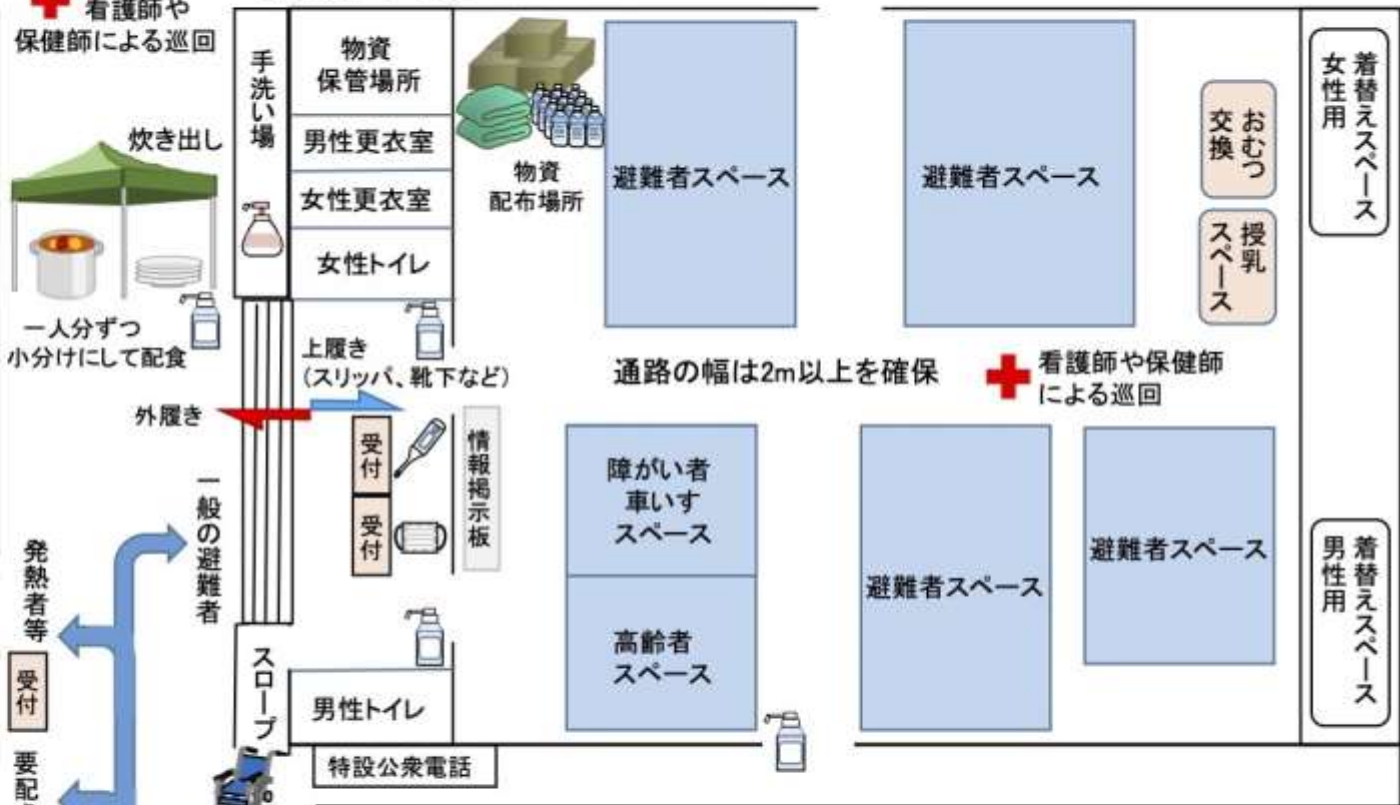 看護師や
保健師による巡回
炊き出し
一人分ずつ
小分けにして配食
手洗い場
物資
保管場所
男性更衣室
女性更衣室
女性トイレ
物資
配布場所
避難者スペース
避難者スペース
おむつ
交換
授乳
スペース
着替えスペース
女性用
上履き
(スリッパ、靴下など)
外履き
通路の幅は2m以上を確保
看護師や保健師
による巡回
受付
受付
情報掲示板
障がい者
車いす
スペース
高齢者
スペース
避難者スペース
避難者スペース
着替えスペース
男性用
一般の避難者
発熱者等
受付
要配
スロープ
男性トイレ
特設公衆電話